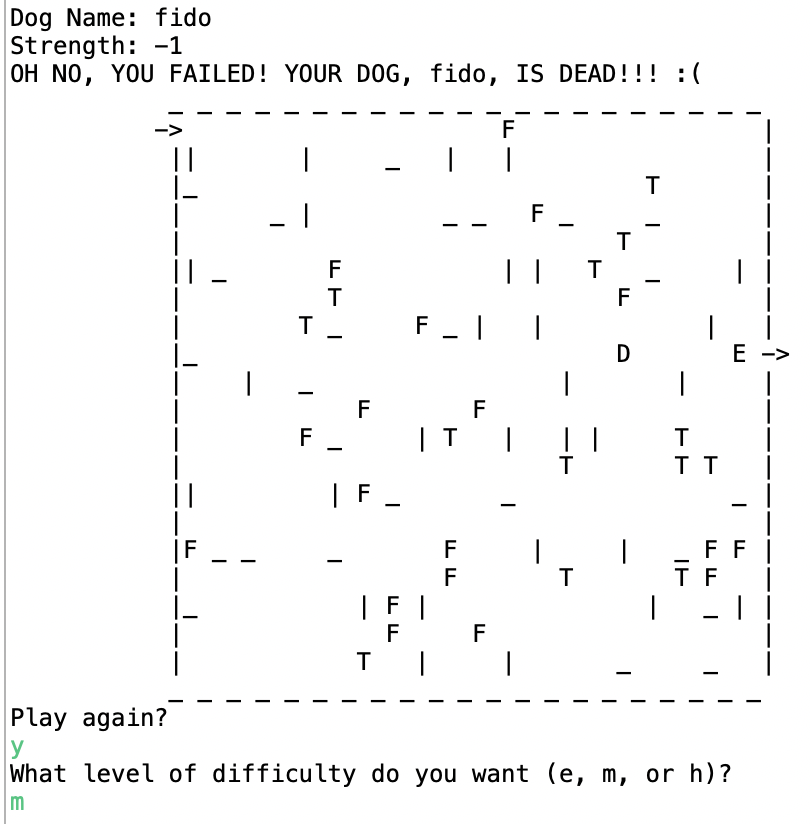 Dog Name: fido
Strength: -1
OH NO, YOU FAILED! YOUR DOG, fido, IS DEAD!!! :(
_ _ _ _ _ _ _ _ _ _ _ _ _ _ _ _ _ _ _ _ _
-> F |
|| | _ | | |
|_ T |
| _ | _ _ F _ _ |
| T |
|| _ F | | T _ | |
| T F |
| T _ F _ | | | |
|_ D E ->
| | _ | | |
| F F |
| F _ | T | | | T |
| T T T |
|| | F _ _ _ |
| |
|F _ _ _ F | | _ F F |
| F T T F |
|_ | F | | _ | |
| F F |
| T | | _ _ |
_ _ _ _ _ _ _ _ _ _ _ _ _ _ _ _ _ _ _ _ _
Play again?
y
What level of difficulty do you want (e, m, or h)?
m